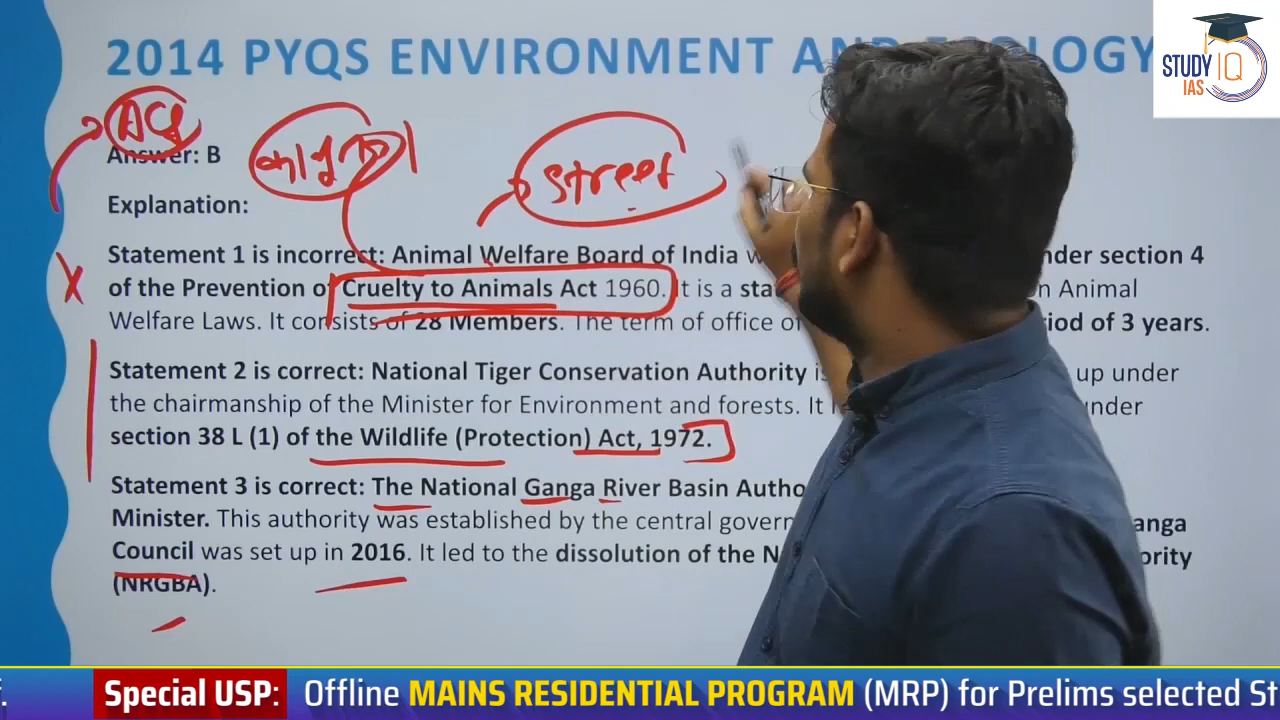 2014 PYQS ENVIRONMENT AN ECOLOGY
STUDY IQ
IAS
Act
कानून
Street
Answer: B
Explanation:
Statement 1 is incorrect: Animal Welfare Board of India nder section 4
of the Prevention of Cruelty to Animals Act 1960. It is a sta n Animal
Welfare Laws. It consists of 28 Members. The term of office of iod of 3 years.
Statement 2 is correct: National Tiger Conservation Authority is up under
the chairmanship of the Minister for Environment and forests. It nder
section 38 L (1) of the Wildlife (Protection) Act, 1972.
Statement 3 is correct: The National Ganga River Basin Autho
Minister. This authority was established by the central govern anga
Council was set up in 2016. It led to the dissolution of the N ority
(NRGBA).
Special USP: Offline MAINS RESIDENTIAL PROGRAM (MRP) for Prelims selected St